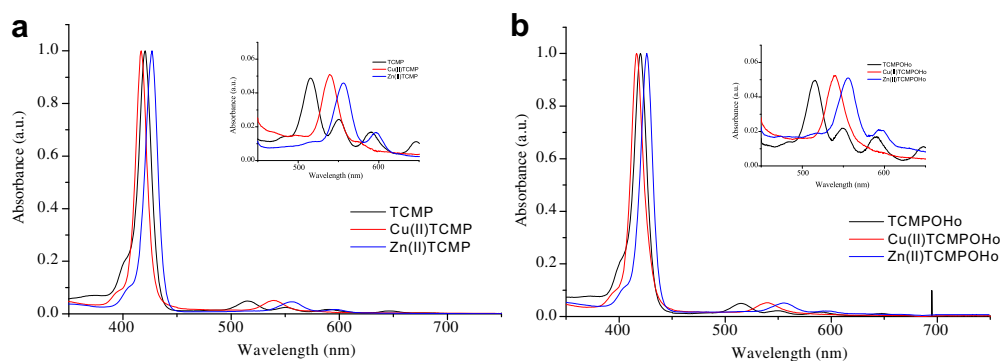 a
Absorbance (a.u.)
1.0
0.8
0.6
0.4
0.2
0.0
400
500
600
700
Wavelength (nm)
TCMP
Cu(II)TCMP
Zn(II)TCMP
Absorbance (a.u.)
0.06
0.04
0.02
0.00
500
600
Wavelength (nm)
TCMP
Cu(II)TCMP
Zn(II)TCMP
b
Absorbance (a.u.)
1.0
0.8
0.6
0.4
0.2
0.0
400
500
600
700
Wavelength (nm)
TCMPOHo
Cu(II)TCMPOHo
Zn(II)TCMPOHo
Absorbance (a.u.)
0.06
0.04
0.02
0.00
500
600
Wavelength (nm)
TCMPOHo
Cu(II)TCMPOHo
Zn(II)TCMPOHo